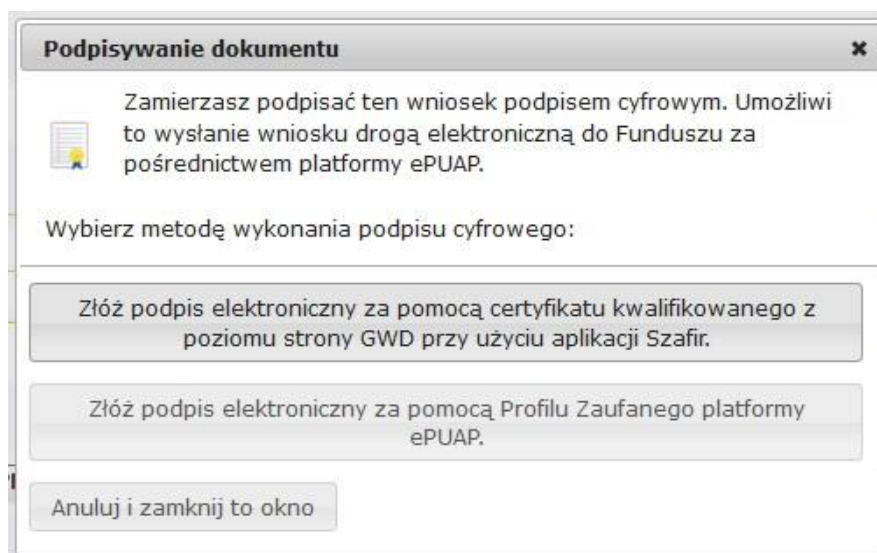 Podpisywanie dokumentu
Zamierzasz podpisać ten wniosek podpisem cyfrowym. Umożliwi
to wysłanie wniosku drogą elektroniczną do Funduszu za
pośrednictwem platformy ePUAP.
Wybierz metodę wykonania podpisu cyfrowego:
Złóż podpis elektroniczny za pomocą certyfikatu kwalifikowanego z
poziomu strony GWD przy użyciu aplikacji Szafir.
Złóż podpis elektroniczny za pomocą Profilu Zaufanego platformy
ePUAP.
Anuluj i zamknij to okno